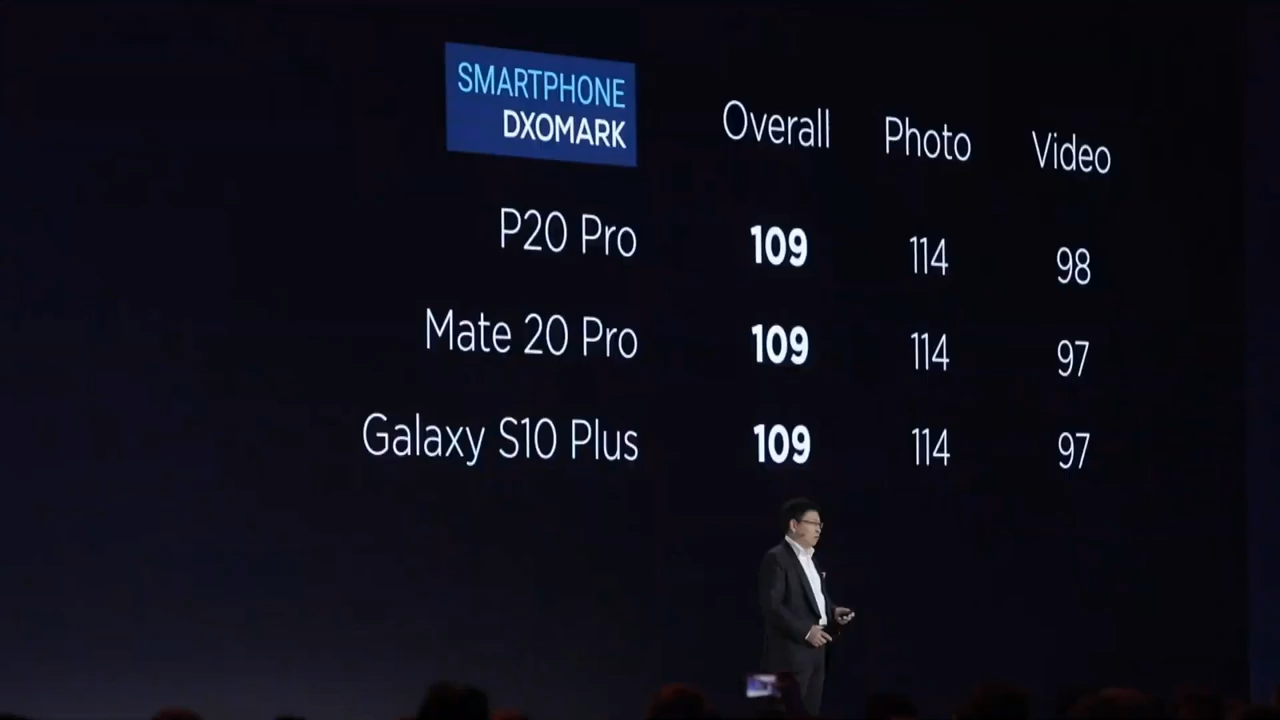 SMARTPHONE
DXOMARK
Overall Photo Video
P20 Pro 109 114 98
Mate 20 Pro 109 114 97
Galaxy S10 Plus 109 114 97